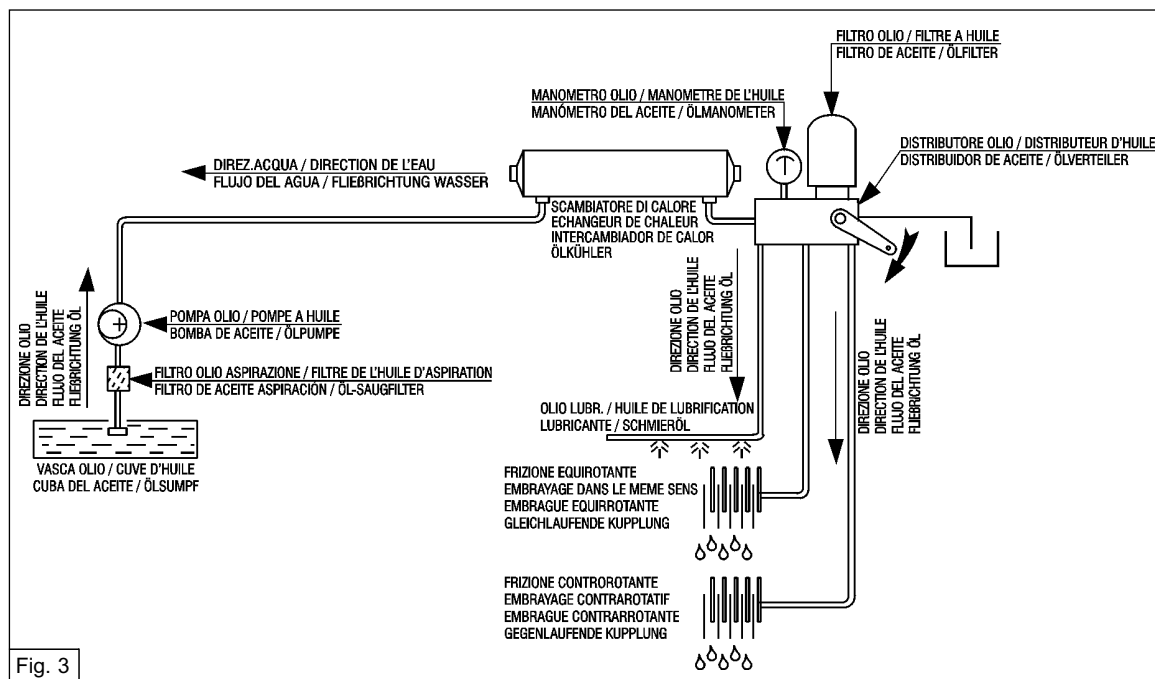 FILTRO OLIO / FILTRE A HUILE
FILTRO DE ACEITE / ÖLFILTER
MANOMETRO OLIO / MANOMETRE DE L'HUILE
MANÓMETRO DEL ACEITE / ÖLMANOMETER
DISTRIBUTORE OLIO / DISTRIBUTEUR D'HUILE
DISTRIBUIDOR DE ACEITE / ÖLVERTEILER
DIREZ.ACQUA / DIRECTION DE L'EAU
FLUJO DEL AGUA / FLIEßRICHTUNG WASSER
SCAMBIATORE DI CALORE
ECHANGEUR DE CHALEUR
INTERCAMBIADOR DE CALOR
ÖLKÜHLER
DIREZIONE OLIO
DIRECTION DE L'HUILE
FLUJO DEL ACEITE
FLIEßRICHTUNG ÖL
POMPA OLIO / POMPE A HUILE
BOMBA DE ACEITE / ÖLPUMPE
FILTRO OLIO ASPIRAZIONE / FILTRE DE L'HUILE D'ASPIRATION
FILTRO DE ACEITE ASPIRACIÓN / ÖL-SAUGFILTER
VASCA OLIO / CUVE D'HUILE
CUBA DEL ACEITE / ÖLSUMPF
DIREZIONE OLIO
DIRECTION DE L'HUILE
FLUJO DEL ACEITE
FLIEßRICHTUNG ÖL
DIREZIONE OLIO
DIRECTION DE L'HUILE
FLUJO DEL ACEITE
FLIEßRICHTUNG ÖL
OLIO LUBR. / HUILE DE LUBRIFICATION
LUBRICANTE / SCHMIERÖL
FRIZIONE EQUIROTANTE
EMBRAYAGE DANS LE MEME SENS
EMBRAGUE EQUIRROTANTE
GLEICHLAUFENDE KUPPLUNG
FRIZIONE CONTROROTANTE
EMBRAYAGE CONTRAROTATIF
EMBRAGUE CONTRARROTANTE
GEGENLAUFENDE KUPPLUNG
Fig. 3